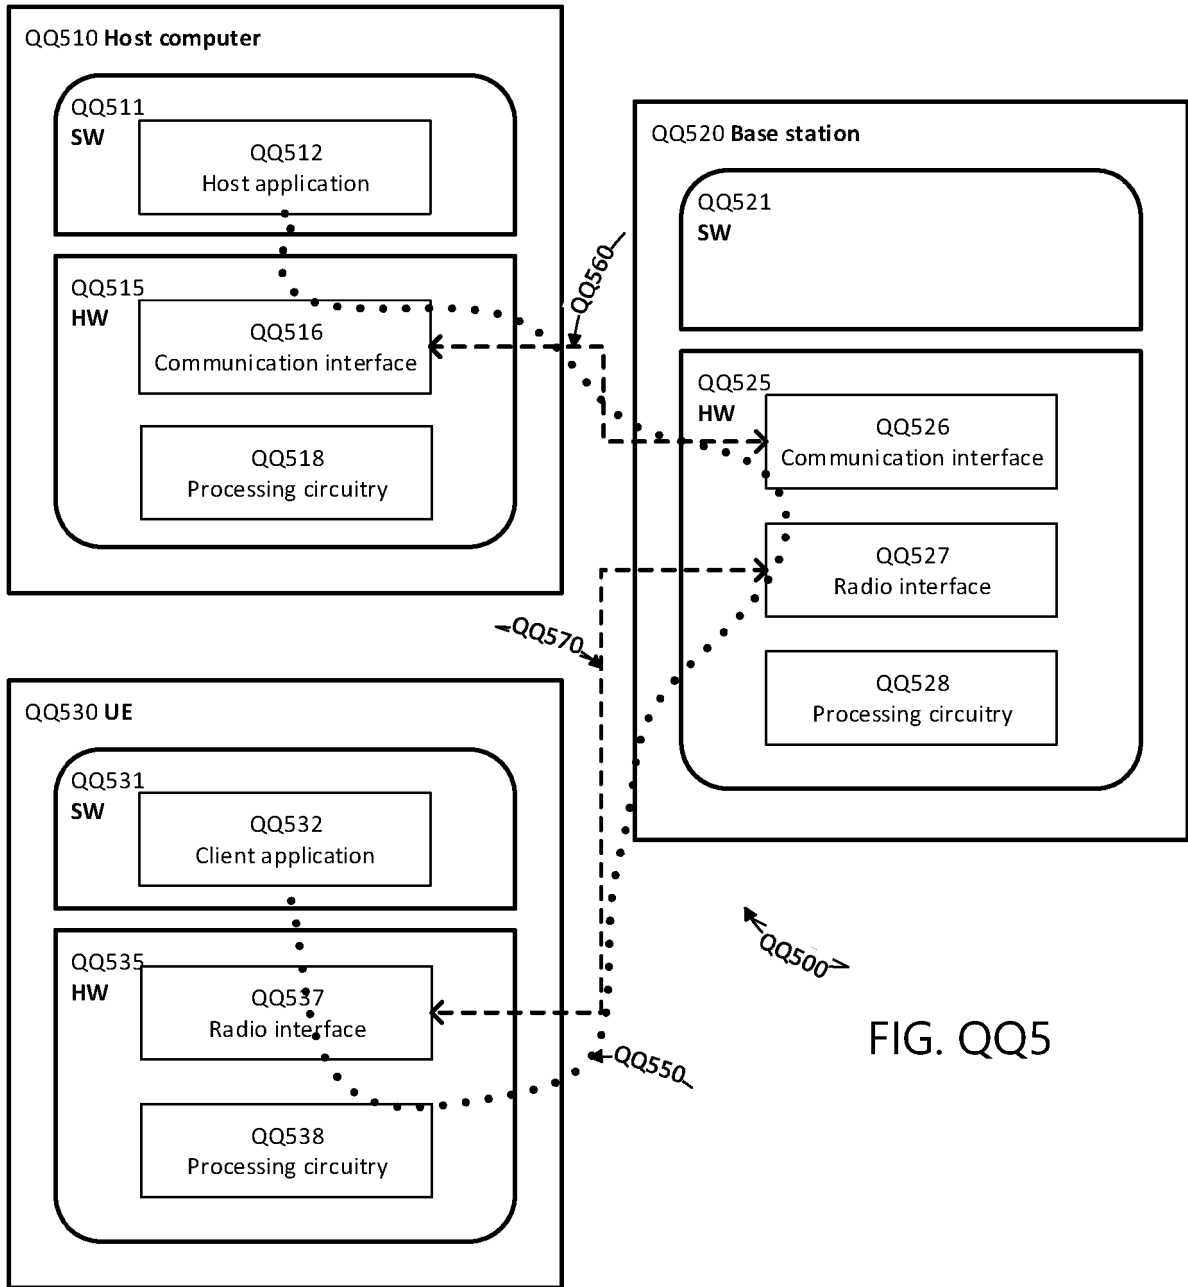 QQ510 Host computer
QQ511
SW
QQ512
Host application
QQ515
HW
QQ516
Communication interface
QQ518
Processing circuitry
QQ560
QQ520 Base station
QQ521
SW
QQ525
HW
QQ526
Communication interface
QQ527
Radio interface
QQ528
Processing circuitry
QQ570
QQ530 UE
QQ531
SW
QQ532
Client application
QQ535
HW
QQ537
Radio interface
QQ538
Processing circuitry
QQ550
QQ500
FIG. QQ5